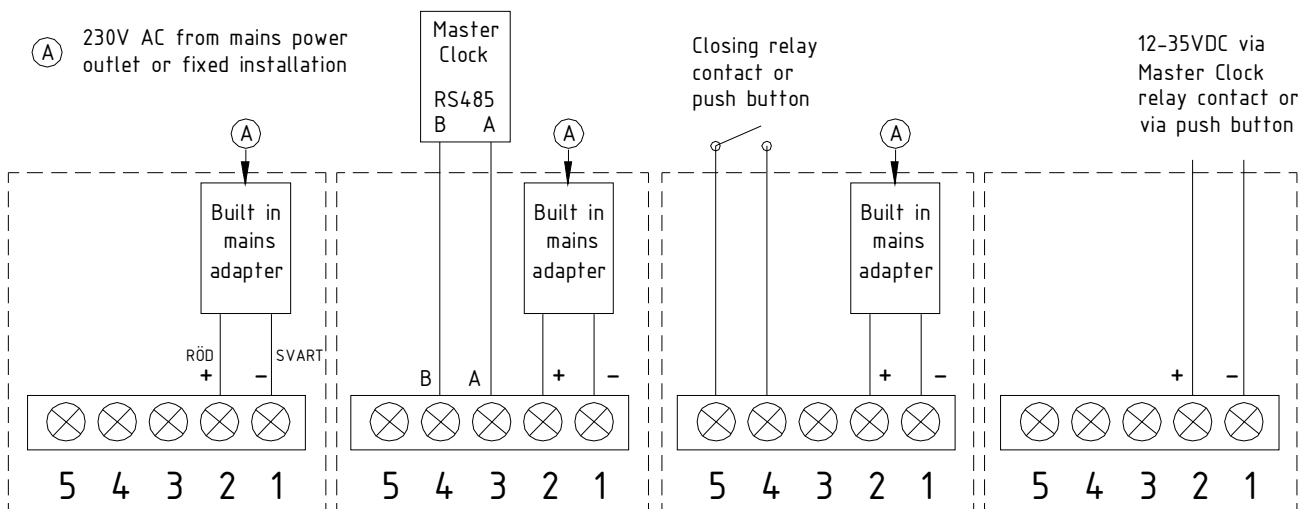 A
230V AC from mains power
outlet or fixed installation
A
Built in
mains
adapter
RÖD
SVART
+ −
5 4 3 2 1
Master
Clock
RS485
B A
A
Built in
mains
adapter
B A + −
5 4 3 2 1
Closing relay
contact or
push button
A
Built in
mains
adapter
+ −
5 4 3 2 1
12-35VDC via
Master Clock
relay contact or
via push button
+ −
5 4 3 2 1